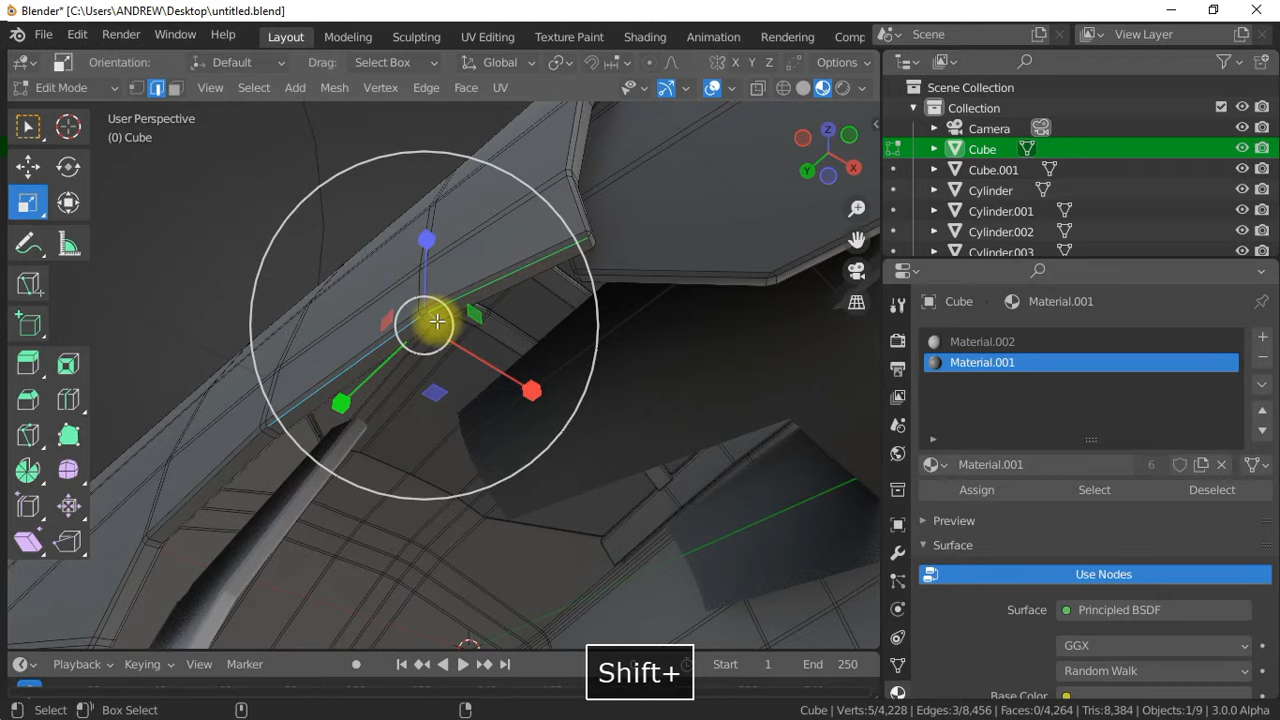 Blender* [C:\Users\ANDREW\Desktop\untitled.blend]
File Edit Render Window Help Layout Modeling Sculpting UV Editing Texture Paint Shading Animation Rendering Comp Scene View Layer
Orientation: Default Drag: Select Box Global X Y Z Options
Edit Mode View Select Add Mesh Vertex Edge Face UV
User Perspective
(0) Cube
Z
Y
X
Scene Collection
Collection
Camera
Cube
Cube.001
Cylinder
Cylinder.001
Cylinder.002
Cylinder.003
Cube Material.001
Material.002
Material.001
Material.001 6
Assign Select Deselect
Preview
Surface
Use Nodes
Surface: Principled BSDF
GGX
Random Walk
Base Color
Shift+
Playback Keying View Marker Start 1 End 250
Select Box Select Cube | Verts:5/4,228 | Edges:3/8,456 | Faces:0/4,264 | Tris:8,384 | Objects:1/9 | 3.0.0 Alpha